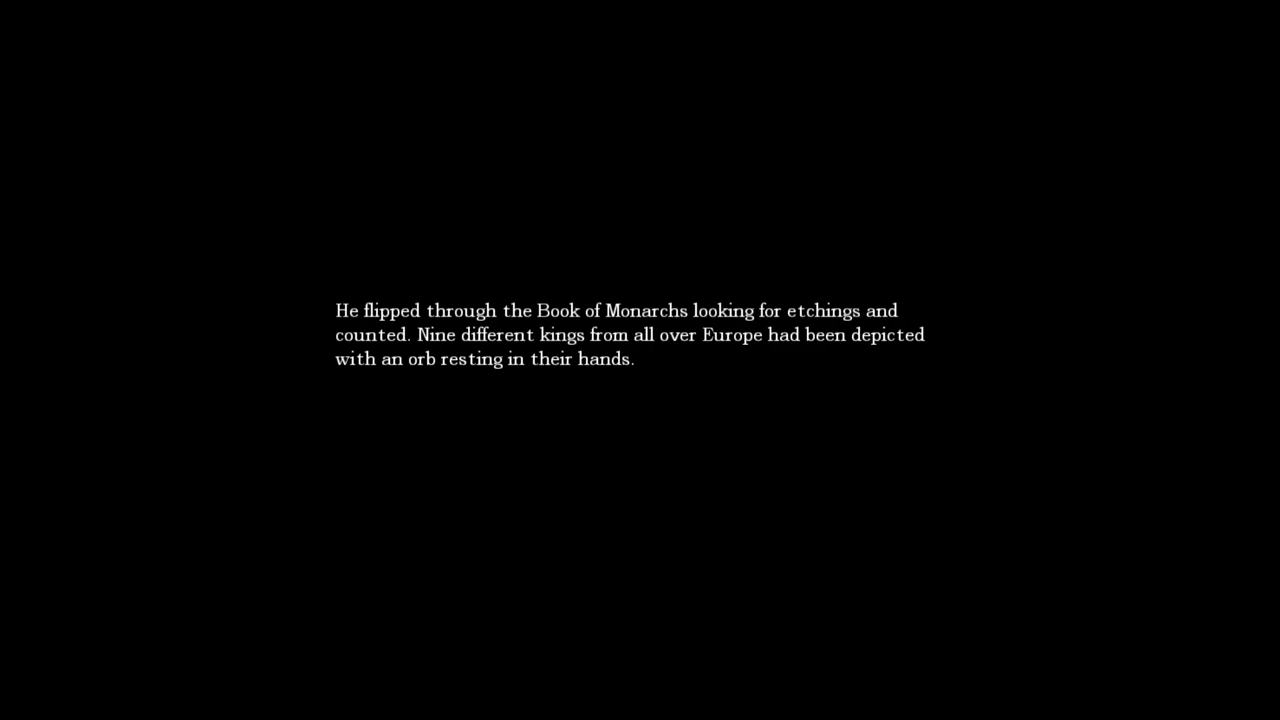 He flipped through the Book of Monarchs looking for etchings and
counted. Nine different kings from all over Europe had been depicted
with an orb resting in their hands.